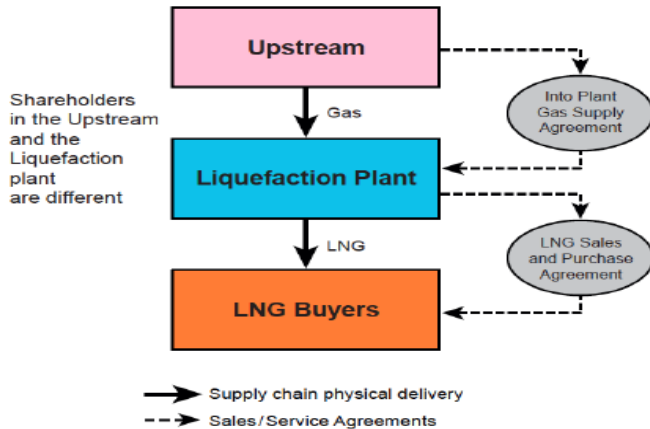 Upstream
Shareholders
in the Upstream
and the
Liquefaction
plant
are different
Gas
Into Plant
Gas Supply
Agreement
Liquefaction Plant
LNG
LNG Sales
and Purchase
Agreement
LNG Buyers
Supply chain physical delivery
Sales/Service Agreements